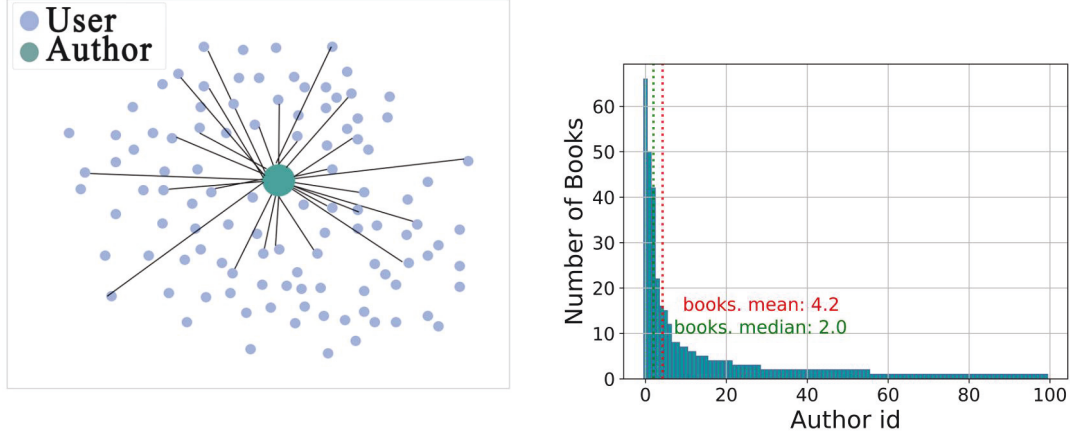 User
Author
Number of Books
60
50
40
30
20
10
0
books. mean: 4.2
books. median: 2.0
0 20 40 60 80 100
Author id